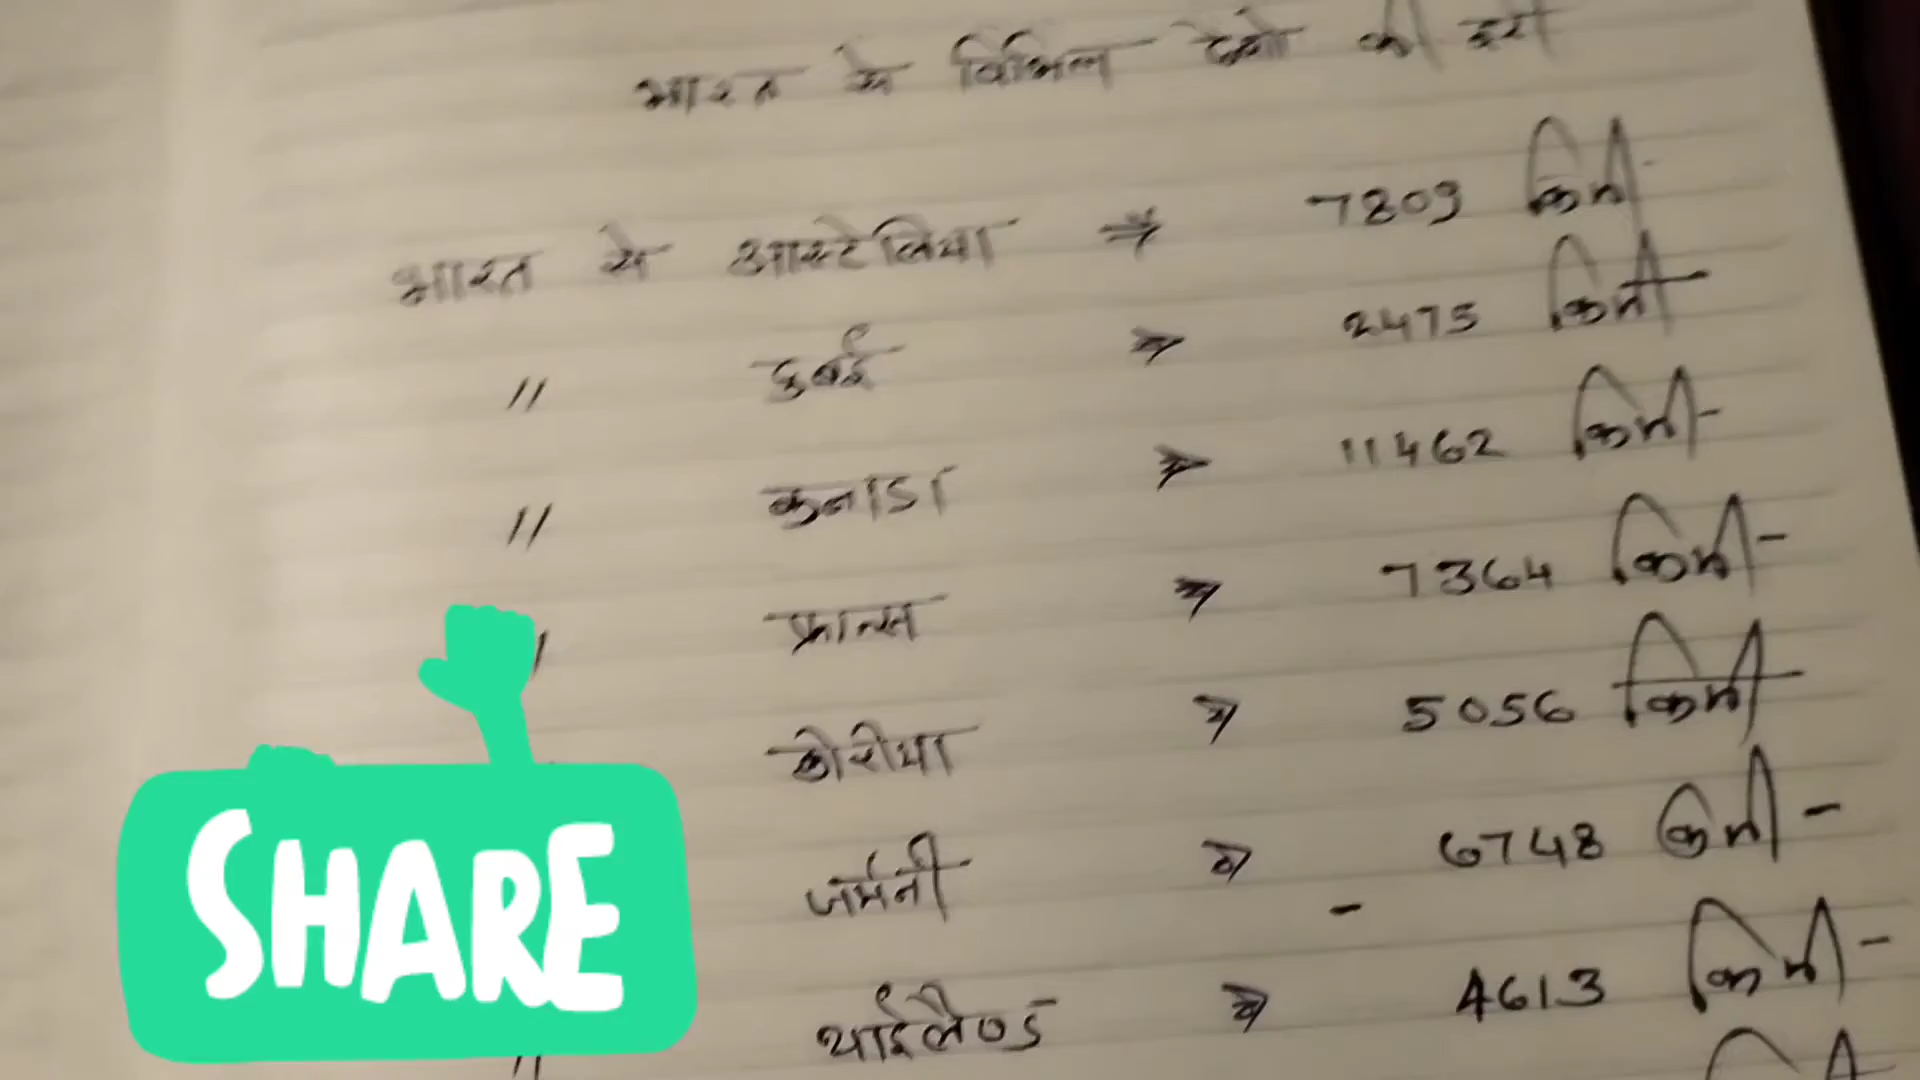 भारत से विभिन्न देशो की दूरी
भारत से आस्टेलिया ⇒ 7809 किमी
" दुबई ⇒ 2475 किमी
" कनाडा ⇒ 11462 किमी
" फ्रान्स ⇒ 7364 किमी
कोरीया ⇒ 5056 किमी
जर्मनी ⇒ 6748 किमी
थाईलैण्ड ⇒ 4613 किमी
SHARE